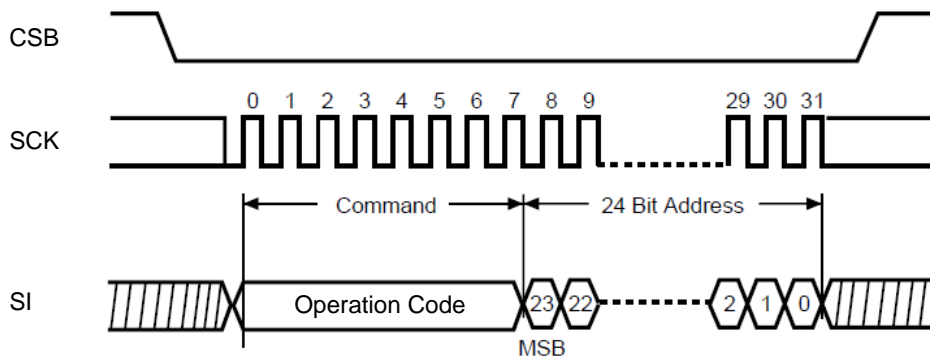 CSB
0 1 2 3 4 5 6 7 8 9 29 30 31
SCK
Command 24 Bit Address
SI Operation Code 23 22 2 1 0
MSB